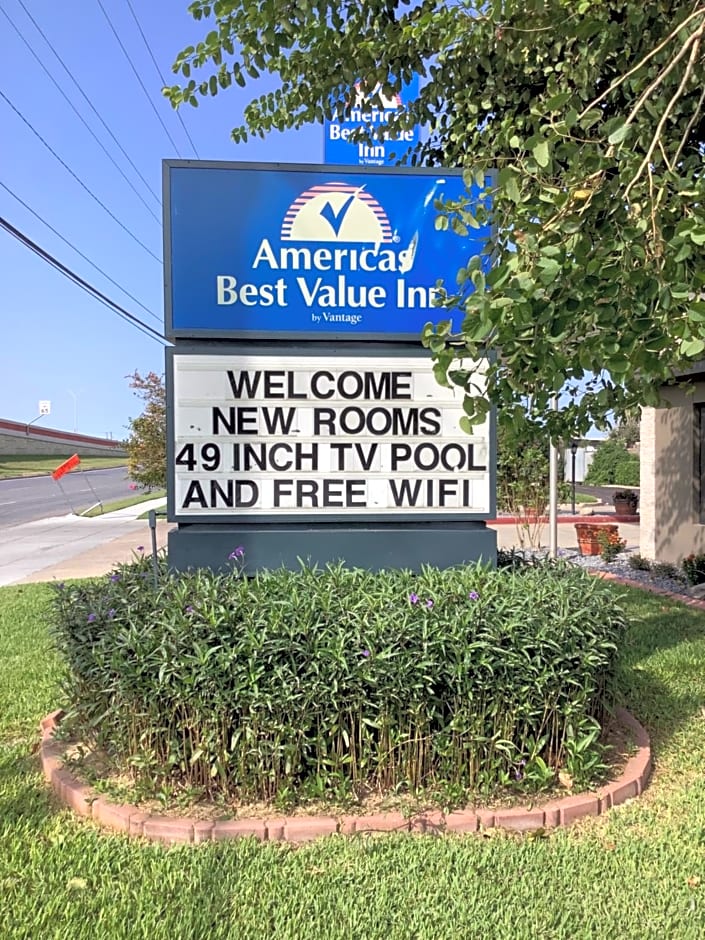 Americas
Best Value Inn
by Vantage
Americas
Best Value Inn
by Vantage
WELCOME
NEW ROOMS
49 INCH TV POOL
AND FREE WIFI